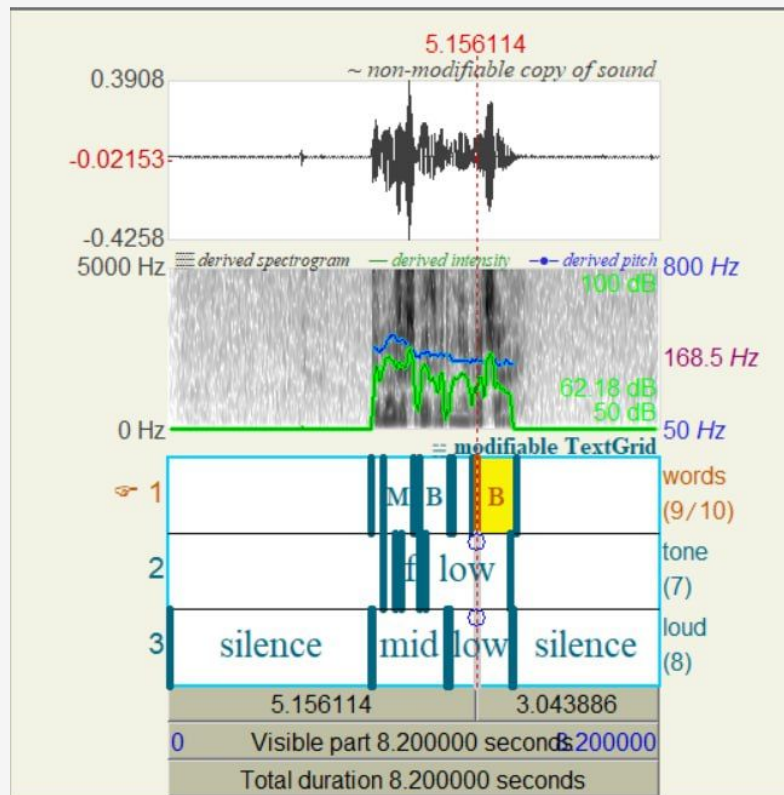 5.156114
0.3908 ~ non-modifiable copy of sound
-0.02153
-0.4258
5000 Hz derived spectrogram derived intensity derived pitch 800 Hz
100 dB
168.5 Hz
62.18 dB
50 dB
0 Hz 50 Hz
modifiable TextGrid
1 M B B words (9/10)
2 f low tone (7)
3 silence mid low silence loud (8)
5.156114 3.043886
0 Visible part 8.200000 seconds 8.200000
Total duration 8.200000 seconds